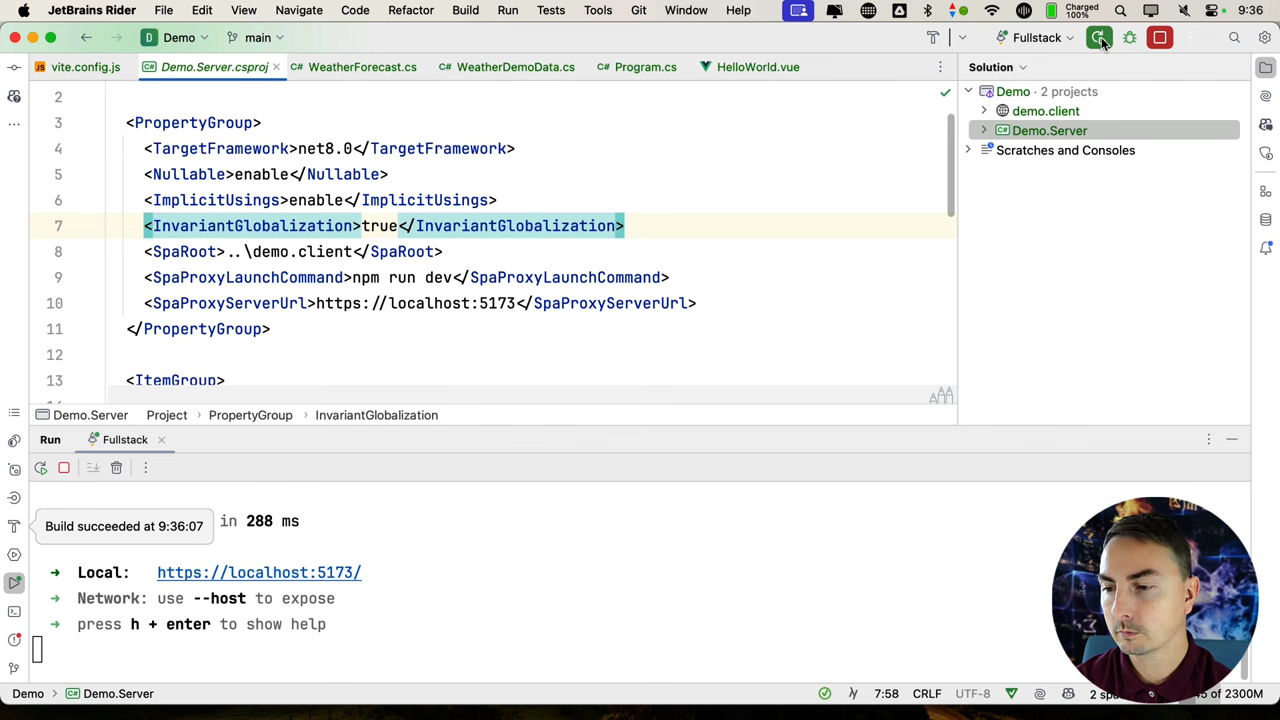 JetBrains Rider File Edit View Navigate Code Refactor Build Run Tests Tools Git Window Help Charged 100% 9:36
D Demo main Fullstack
JS vite.config.js C# Demo.Server.csproj C# WeatherForecast.cs C# WeatherDemoData.cs C# Program.cs HelloWorld.vue
Solution
2
3 <PropertyGroup>
4 <TargetFramework>net8.0</TargetFramework>
5 <Nullable>enable</Nullable>
6 <ImplicitUsings>enable</ImplicitUsings>
7 <InvariantGlobalization>true</InvariantGlobalization>
8 <SpaRoot>..\demo.client</SpaRoot>
9 <SpaProxyLaunchCommand>npm run dev</SpaProxyLaunchCommand>
10 <SpaProxyServerUrl>https://localhost:5173</SpaProxyServerUrl>
11 </PropertyGroup>
12
13 <ItemGroup>
Demo · 2 projects
demo.client
C# Demo.Server
Scratches and Consoles
Demo.Server Project › PropertyGroup › InvariantGlobalization
Run Fullstack
Build succeeded at 9:36:07 in 288 ms
➜ Local: https://localhost:5173/
➜ Network: use --host to expose
➜ press h + enter to show help
Demo › C# Demo.Server 7:58 CRLF UTF-8 2 of 2300M